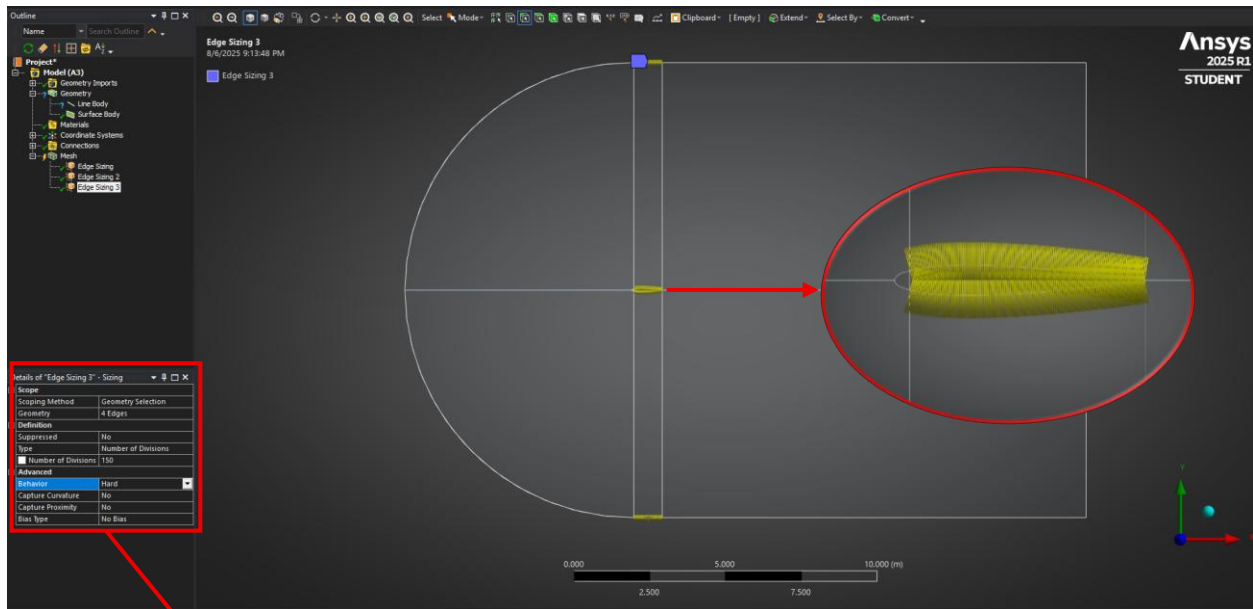 Outline
Name
Search Outline
Select
Mode
Clipboard
[ Empty ]
Extend
Select By
Convert
Project*
Model (A3)
Geometry Imports
Geometry
Line Body
Surface Body
Materials
Coordinate Systems
Connections
Mesh
Edge Sizing
Edge Sizing 2
Edge Sizing 3
Edge Sizing 3
8/6/2025 9:13:48 PM
Edge Sizing 3
Ansys
2025 R1
STUDENT
Details of "Edge Sizing 3" - Sizing
Scope
Scoping Method Geometry Selection
Geometry 4 Edges
Definition
Suppressed No
Type Number of Divisions
Number of Divisions 150
Advanced
Behavior Hard
Capture Curvature No
Capture Proximity No
Bias Type No Bias
0.000 5.000 10.000 (m)
2.500 7.500
Y